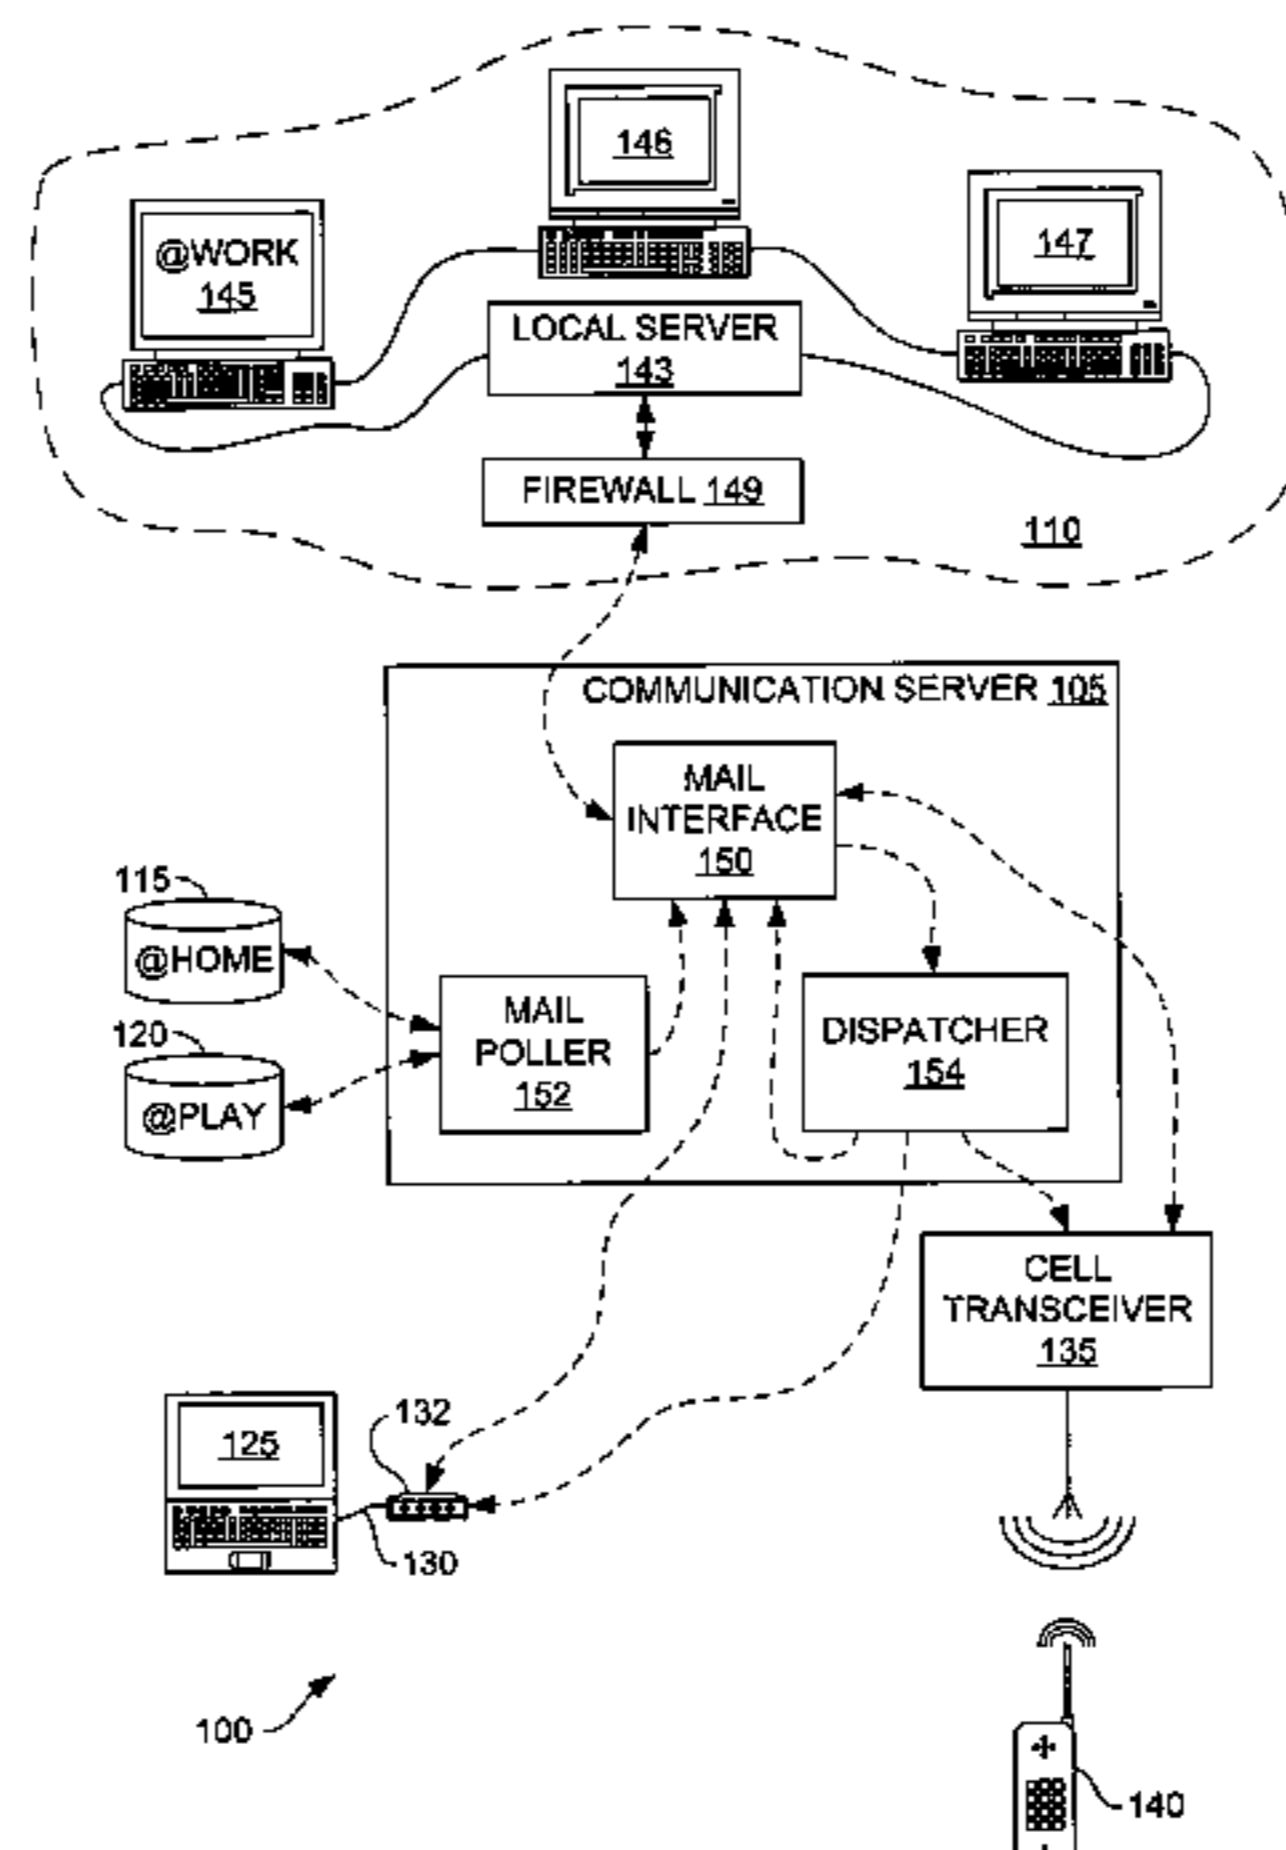 146
@WORK
145
147
LOCAL SERVER
143
FIREWALL 149
110
COMMUNICATION SERVER 105
MAIL
INTERFACE
150
115
@HOME
MAIL
POLLER
152
DISPATCHER
154
120
@PLAY
CELL
TRANSCEIVER
135
132
125
130
100
140